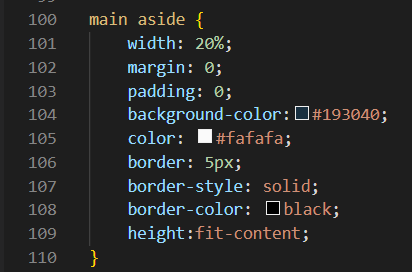 100 main aside {
101 width: 20%;
102 margin: 0;
103 padding: 0;
104 background-color:#193040;
105 color: #fafafa;
106 border: 5px;
107 border-style: solid;
108 border-color: black;
109 height:fit-content;
110 }